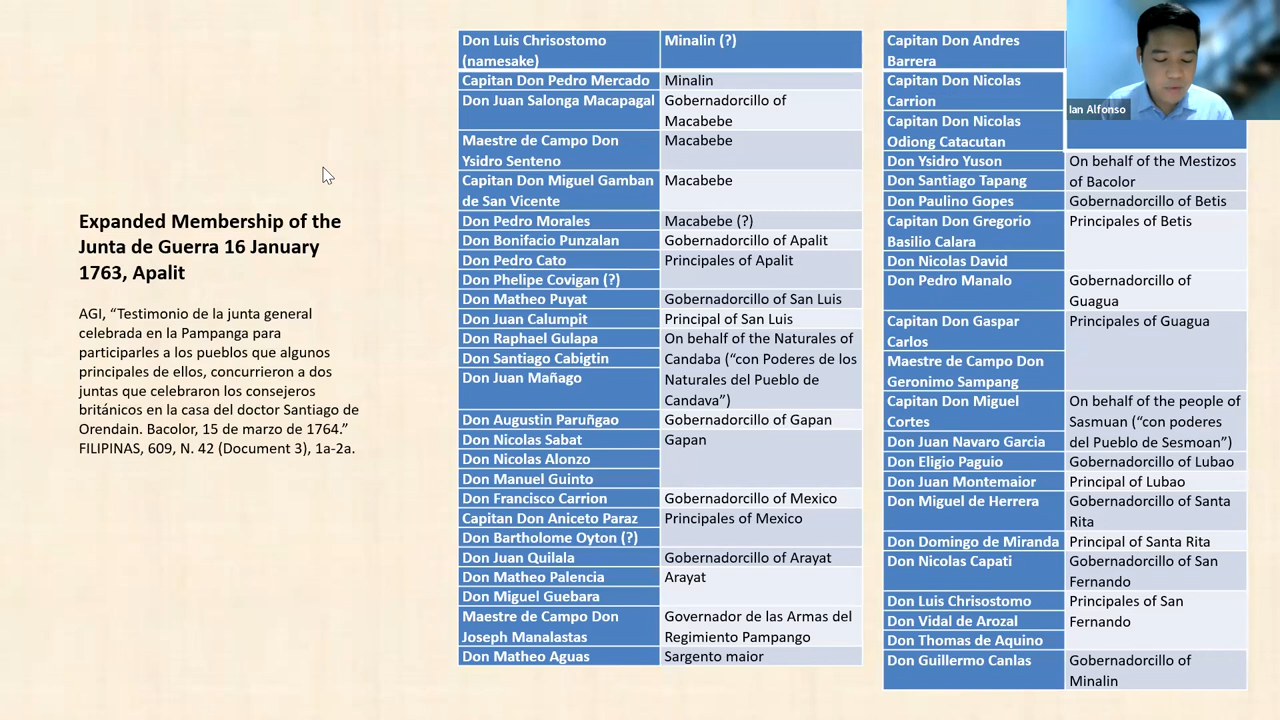 Expanded Membership of the
Junta de Guerra 16 January
1763, Apalit
AGI, “Testimonio de la junta general
celebrada en la Pampanga para
participarles a los pueblos que algunos
principales de ellos, concurrieron a dos
juntas que celebraron los consejeros
británicos en la casa del doctor Santiago de
Orendain. Bacolor, 15 de marzo de 1764.”
FILIPINAS, 609, N. 42 (Document 3), 1a-2a.
Don Luis Chrisostomo Minalin (?)
(namesake)
Capitan Don Pedro Mercado Minalin
Don Juan Salonga Macapagal Gobernadorcillo of
Macabebe
Maestre de Campo Don Macabebe
Ysidro Senteno
Capitan Don Miguel Gamban Macabebe
de San Vicente
Don Pedro Morales Macabebe (?)
Don Bonifacio Punzalan Gobernadorcillo of Apalit
Don Pedro Cato Principales of Apalit
Don Phelipe Covigan (?)
Don Matheo Puyat Gobernadorcillo of San Luis
Don Juan Calumpit Principal of San Luis
Don Raphael Gulapa On behalf of the Naturales of
Don Santiago Cabigtin Candaba (“con Poderes de los
Don Juan Mañago Naturales del Pueblo de
Candava”)
Don Augustin Paruñgao Gobernadorcillo of Gapan
Don Nicolas Sabat Gapan
Don Nicolas Alonzo
Don Manuel Guinto
Don Francisco Carrion Gobernadorcillo of Mexico
Capitan Don Aniceto Paraz Principales of Mexico
Don Bartholome Oyton (?)
Don Juan Quilala Gobernadorcillo of Arayat
Don Matheo Palencia Arayat
Don Miguel Guebara
Maestre de Campo Don Governador de las Armas del
Joseph Manalastas Regimiento Pampango
Don Matheo Aguas Sargento maior
Capitan Don Andres
Barrera
Capitan Don Nicolas
Carrion
Capitan Don Nicolas
Odiong Catacutan
Don Ysidro Yuson On behalf of the Mestizos
Don Santiago Tapang of Bacolor
Don Paulino Gopes Gobernadorcillo of Betis
Capitan Don Gregorio Principales of Betis
Basilio Calara
Don Nicolas David
Don Pedro Manalo Gobernadorcillo of
Guagua
Capitan Don Gaspar Principales of Guagua
Carlos
Maestre de Campo Don
Geronimo Sampang
Capitan Don Miguel On behalf of the people of
Cortes Sasmuan (“con poderes
Don Juan Navaro Garcia del Pueblo de Sesmoan”)
Don Eligio Paguio Gobernadorcillo of Lubao
Don Juan Montemaior Principal of Lubao
Don Miguel de Herrera Gobernadorcillo of Santa
Rita
Don Domingo de Miranda Principal of Santa Rita
Don Nicolas Capati Gobernadorcillo of San
Fernando
Don Luis Chrisostomo Principales of San
Don Vidal de Arozal Fernando
Don Thomas de Aquino
Don Guillermo Canlas Gobernadorcillo of
Minalin
Ian Alfonso